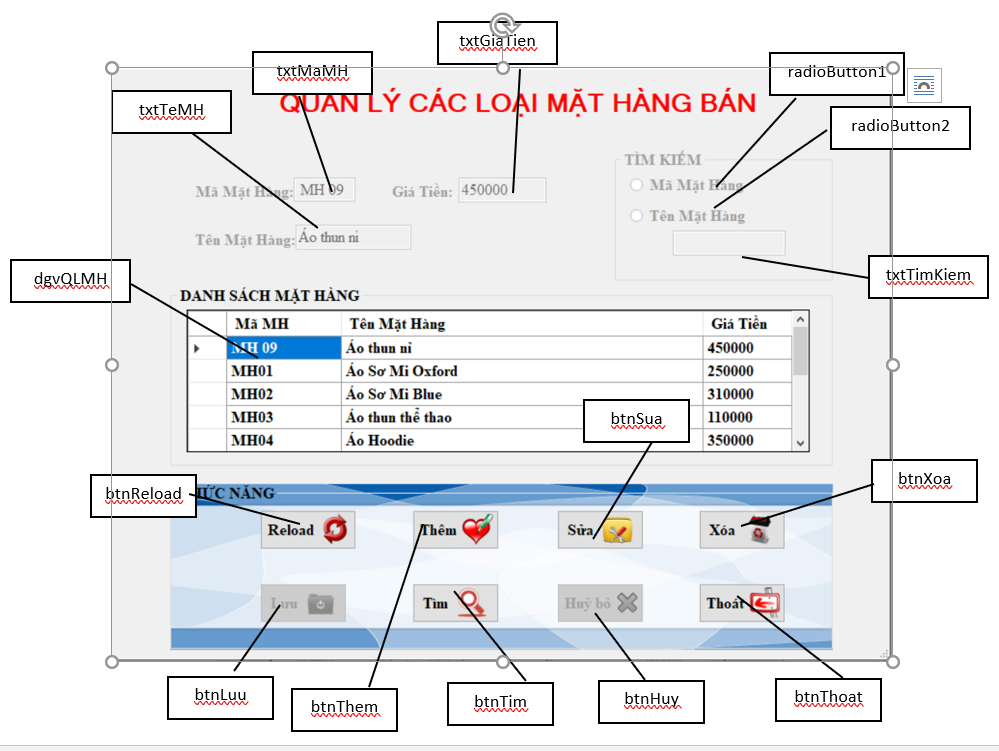 txtGiaTien
txtMaMH
radioButton1
txtTeMH
radioButton2
QUẢN LÝ CÁC LOẠI MẶT HÀNG BÁN
TÌM KIẾM
Mã Mặt Hàng: MH 09 Giá Tiền: 450000
Mã Mặt Hàng
Tên Mặt Hàng
Tên Mặt Hàng: Áo thun nỉ
dgvQLMH
txtTimKiem
DANH SÁCH MẶT HÀNG
Mã MH Tên Mặt Hàng Giá Tiền
MH 09 Áo thun nỉ 450000
MH01 Áo Sơ Mi Oxford 250000
MH02 Áo Sơ Mi Blue 310000
MH03 Áo thun thể thao 110000
MH04 Áo Hoodie 350000
btnSua
btnXoa
btnReload
HỨC NĂNG
Reload Thêm Sửa Xóa
Lưu Tìm Huỷ bỏ Thoát
btnLuu
btnThem
btnTim
btnHuy
btnThoat